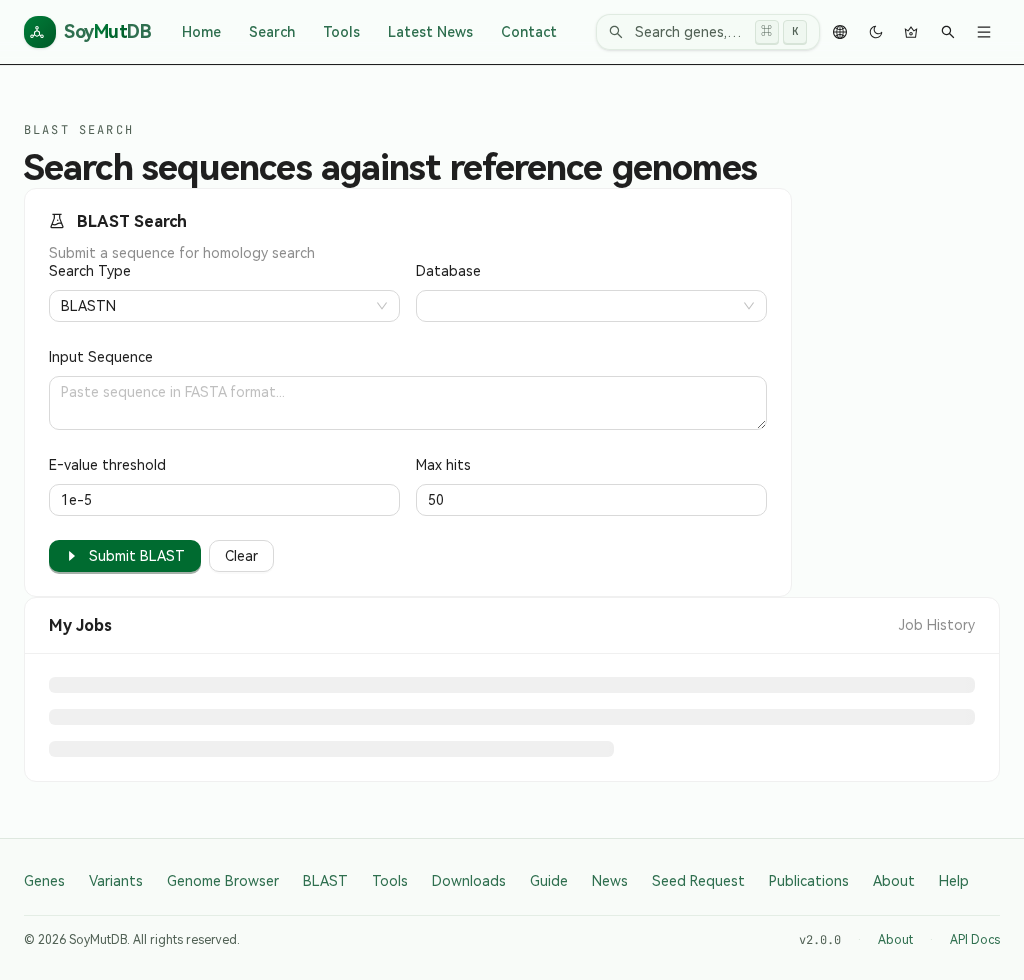 SoyMutDB
Home Search Tools Latest News Contact
Search genes,... ⌘ K
BLAST SEARCH
Search sequences against reference genomes
BLAST Search
Submit a sequence for homology search
Search Type Database
BLASTN
Input Sequence
Paste sequence in FASTA format...
E-value threshold Max hits
1e-5 50
Submit BLAST Clear
My Jobs Job History
Genes Variants Genome Browser BLAST Tools Downloads Guide News Seed Request Publications About Help
© 2026 SoyMutDB. All rights reserved. v2.0.0 · About · API Docs